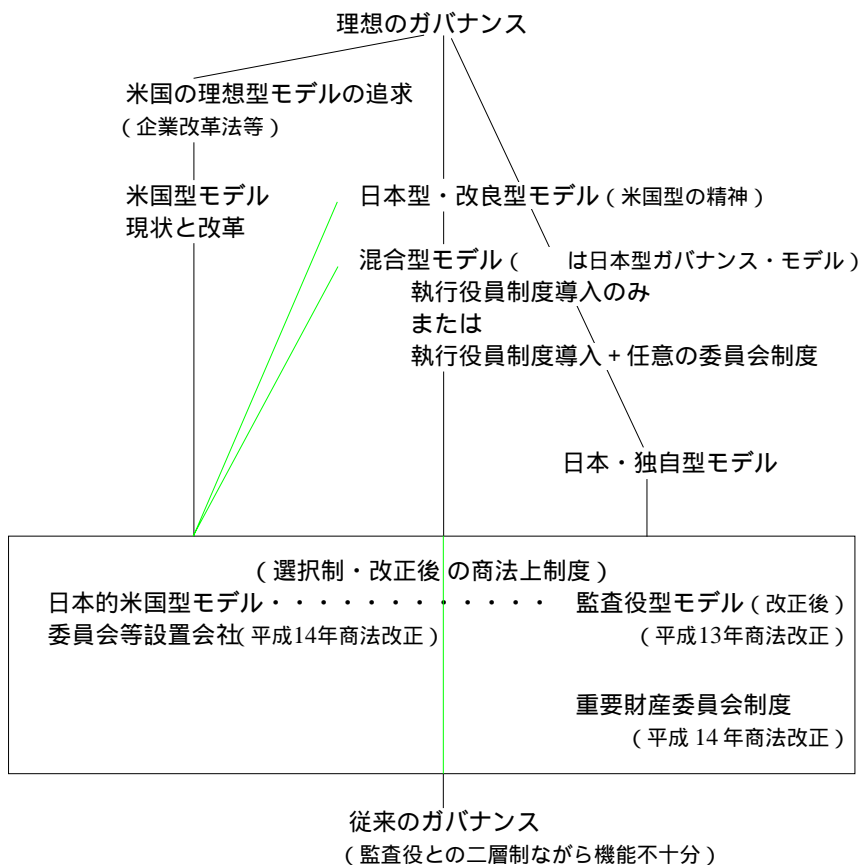 理想のガバナンス
米国の理想型モデルの追求
(企業改革法等)
米国型モデル
現状と改革
日本型・改良型モデル(米国型の精神)
混合型モデル(　　は日本型ガバナンス・モデル)
執行役員制度導入のみ
または
執行役員制度導入+任意の委員会制度
日本・独自型モデル
(選択制・改正後 の商法上制度)
日本的米国型モデル・・・・・・・・・・・・ 監査役型モデル(改正後)
委員会等設置会社(平成14年商法改正) (平成13年商法改正)
重要財産委員会制度
(平成 14 年商法改正)
従来のガバナンス
(監査役との二層制ながら機能不十分)